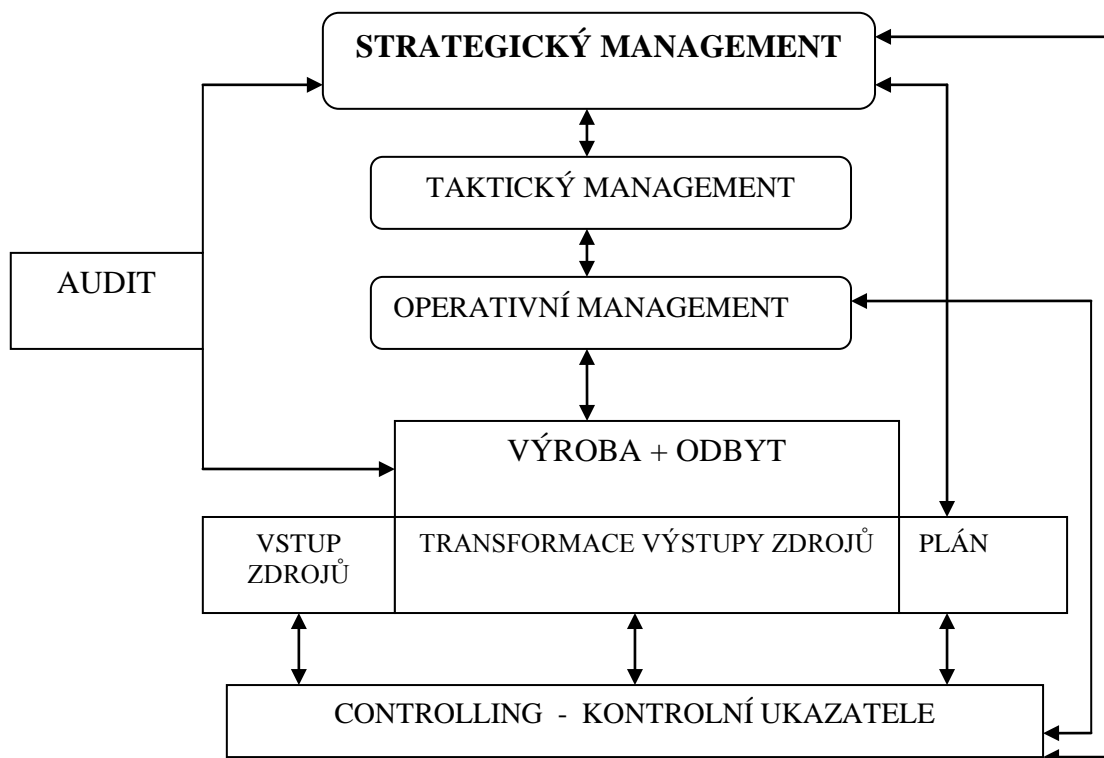 STRATEGICKÝ MANAGEMENT
TAKTICKÝ MANAGEMENT
AUDIT
OPERATIVNÍ MANAGEMENT
VÝROBA + ODBYT
VSTUP
ZDROJŮ
TRANSFORMACE VÝSTUPY ZDROJŮ
PLÁN
CONTROLLING - KONTROLNÍ UKAZATELE